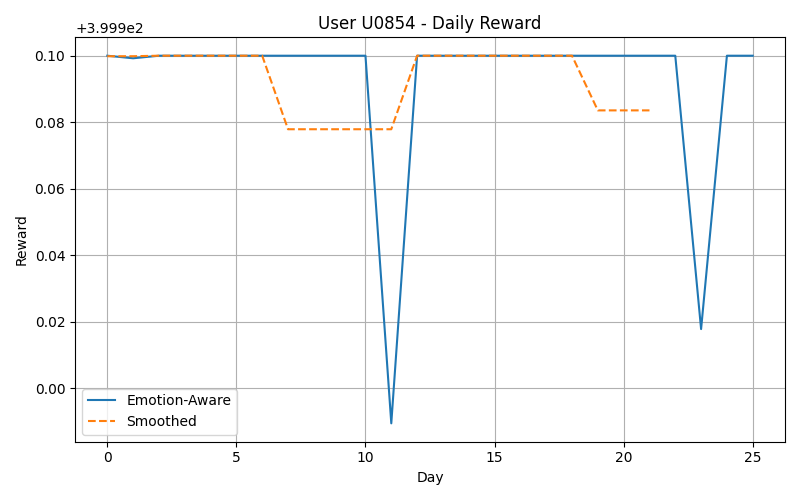 User U0854 - Daily Reward
+3.999e2
0.10
0.08
0.06
0.04
0.02
0.00
Reward
Emotion-Aware
Smoothed
0 5 10 15 20 25
Day